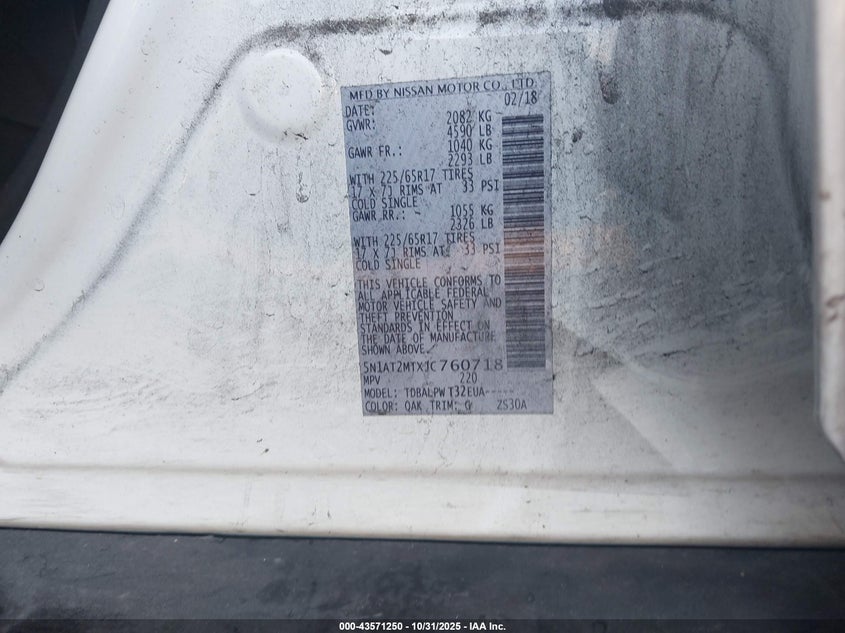 MFD BY NISSAN MOTOR CO., LTD.
DATE: 02/18
GVWR: 2082 KG
4590 LB
GAWR FR.: 1040 KG
2293 LB
WITH 225/65R17 TIRES
17 X 7J RIMS AT 33 PSI
COLD SINGLE
GAWR RR.: 1055 KG
2326 LB
WITH 225/65R17 TIRES
17 X 7J RIMS AT 33 PSI
COLD SINGLE
THIS VEHICLE CONFORMS TO
ALL APPLICABLE FEDERAL
MOTOR VEHICLE SAFETY AND
THEFT PREVENTION
STANDARDS IN EFFECT ON
THE DATE OF MANUFACTURE
SHOWN ABOVE.
5N1AT2MTXJC760718
MPV 220
MODEL: TDBALPWT32EUA-----
COLOR: QAK TRIM: G ZS30A
000-43571250 - 10/31/2025 - IAA Inc.